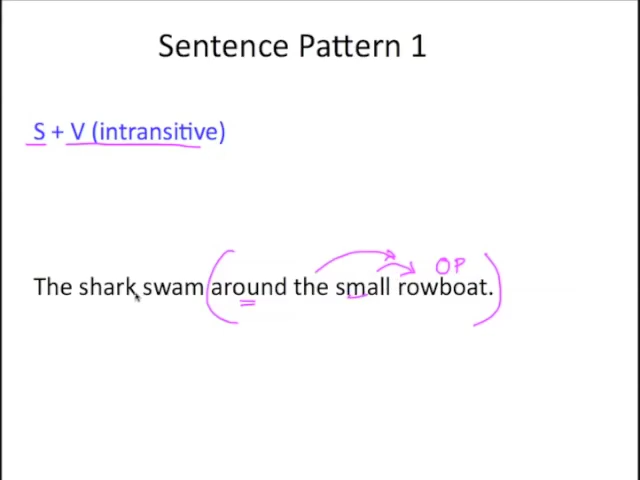 Sentence Pattern 1
S + V (intransitive)
OP
The shark swam (around the small rowboat.)